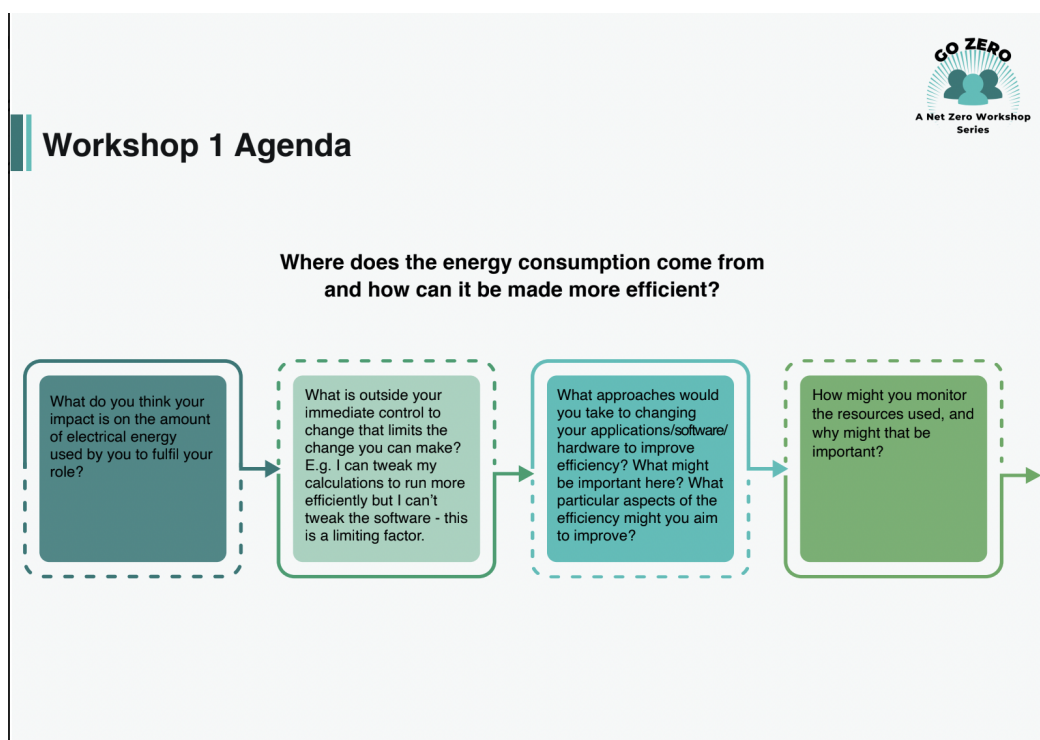 GO ZERO
A Net Zero Workshop
Series
Workshop 1 Agenda
Where does the energy consumption come from
and how can it be made more efficient?
What do you think your
impact is on the amount
of electrical energy
used by you to fulfil your
role?
What is outside your
immediate control to
change that limits the
change you can make?
E.g. I can tweak my
calculations to run more
efficiently but I can't
tweak the software - this
is a limiting factor.
What approaches would
you take to changing
your applications/software/
hardware to improve
efficiency? What might
be important here? What
particular aspects of the
efficiency might you aim
to improve?
How might you monitor
the resources used, and
why might that be
important?